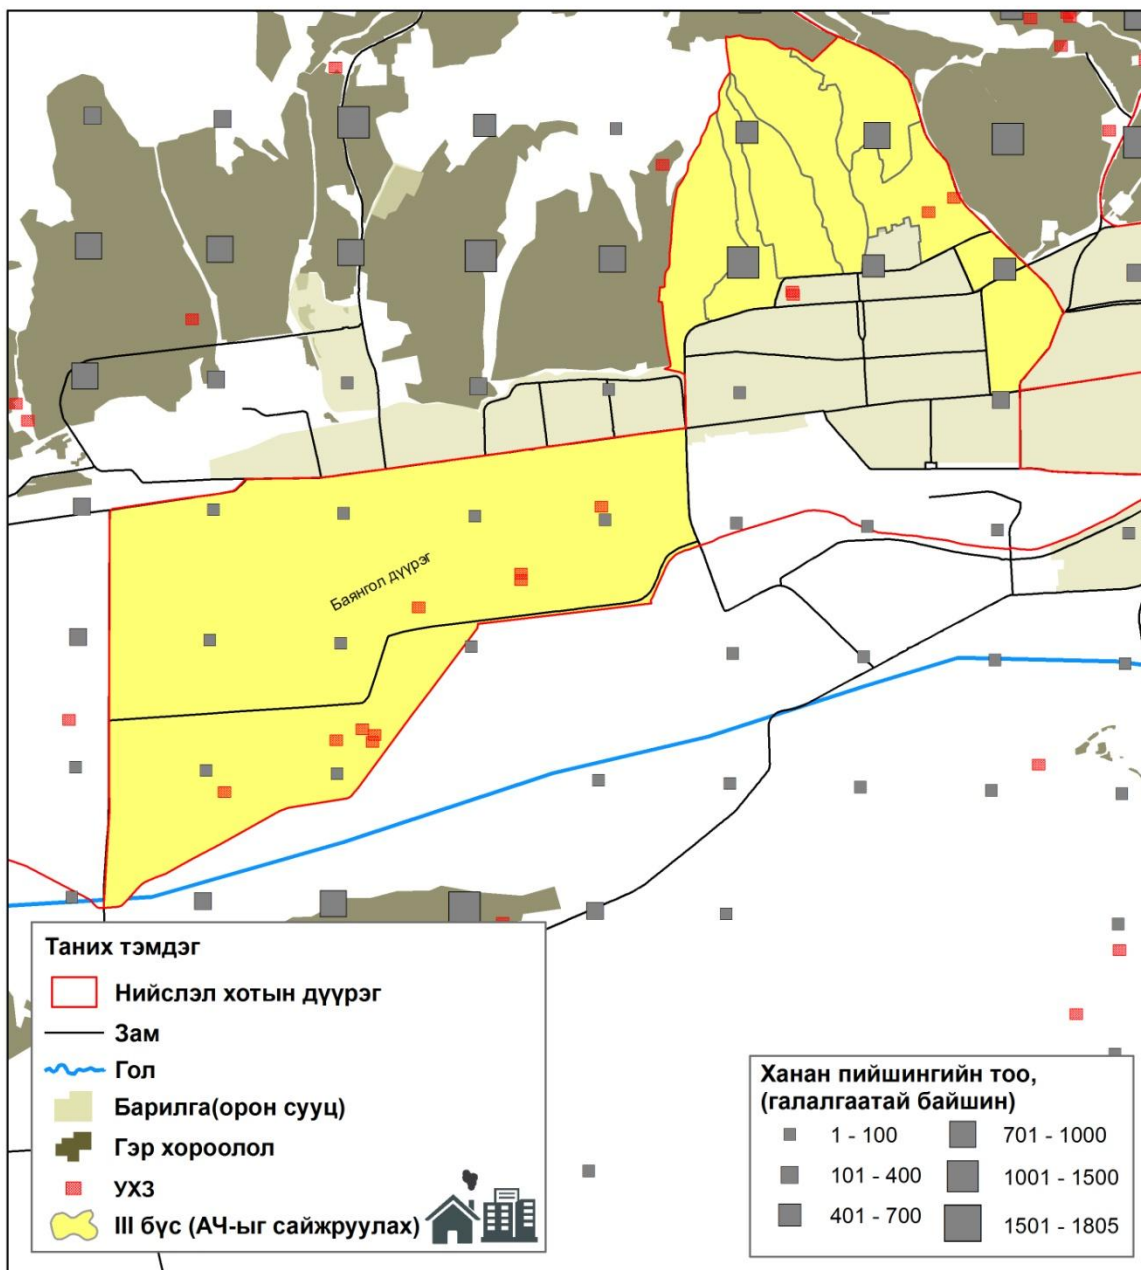 Баянгол дүүрэг
Таних тэмдэг
Нийслэл хотын дүүрэг
Зам
Гол
Барилга(орон сууц)
Гэр хороолол
УХЗ
III бүс (АЧ-ыг сайжруулах)
Ханан пийшингийн тоо,
(галалгаатай байшин)
1 - 100
101 - 400
401 - 700
701 - 1000
1001 - 1500
1501 - 1805